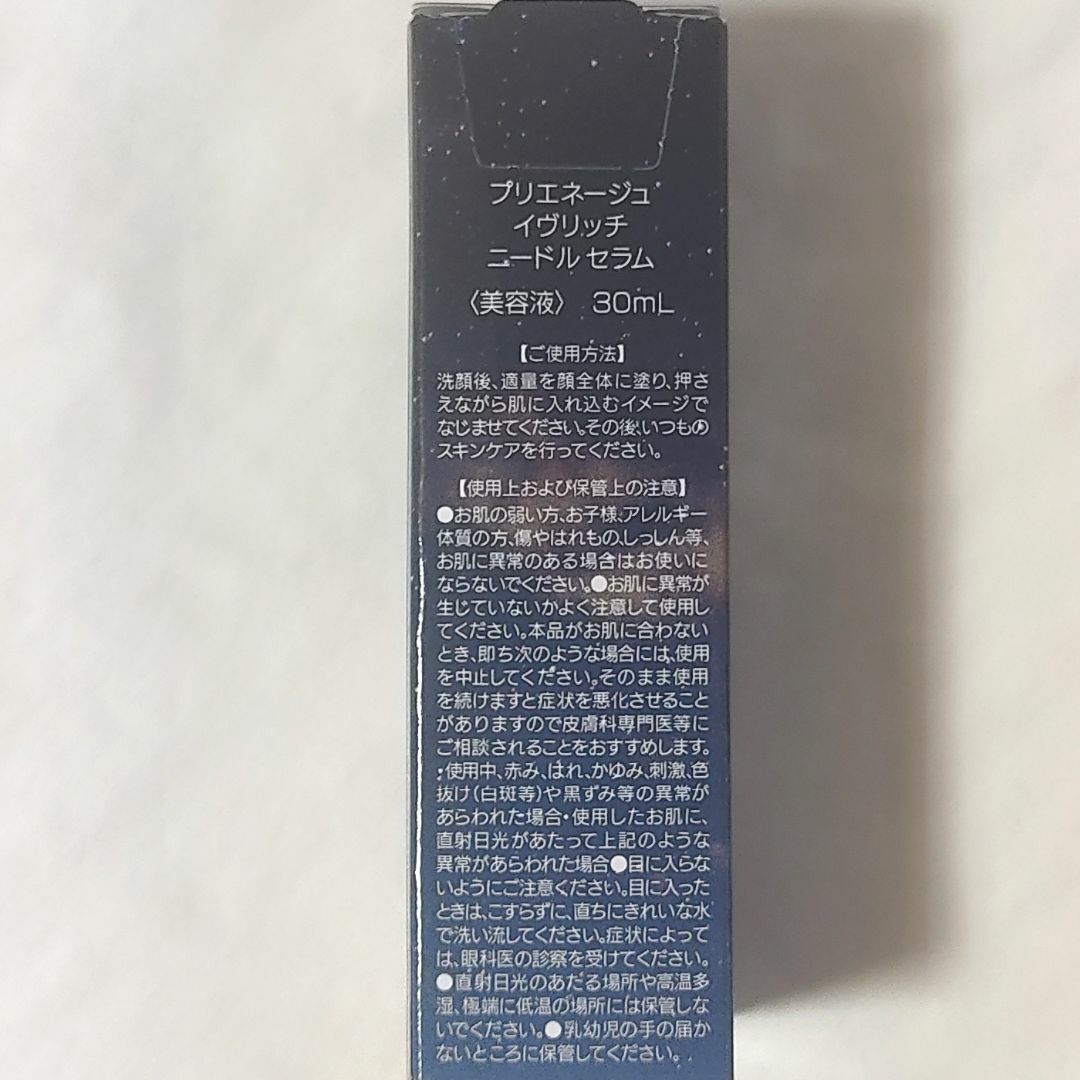 プリエネージュ
イヴリッチ
ニードル セラム
〈美容液〉 30mL
【ご使用方法】
洗顔後、適量を顔全体に塗り、押さ
えながら肌に入れ込むイメージで
なじませてください。その後、いつもの
スキンケアを行ってください。
【使用上および保管上の注意】
●お肌の弱い方、お子様、アレルギー
体質の方、傷やはれもの、しっしん等、
お肌に異常のある場合はお使いに
ならないでください。●お肌に異常が
生じていないかよく注意して使用し
てください。本品がお肌に合わない
とき、即ち次のような場合には、使用
を中止してください。そのまま使用
を続けますと症状を悪化させること
がありますので皮膚科専門医等に
ご相談されることをおすすめします。
・使用中、赤み、はれ、かゆみ、刺激、色
抜け(白斑等)や黒ずみ等の異常が
あらわれた場合・使用したお肌に、
直射日光があたって上記のような
異常があらわれた場合●目に入らな
いようにご注意ください。目に入った
ときは、こすらずに、直ちにきれいな水
で洗い流してください。症状によって
は、眼科医の診察を受けてください。
●直射日光のあたる場所や高温多
湿、極端に低温の場所には保管しな
いでください。●乳幼児の手の届か
ないところに保管してください。